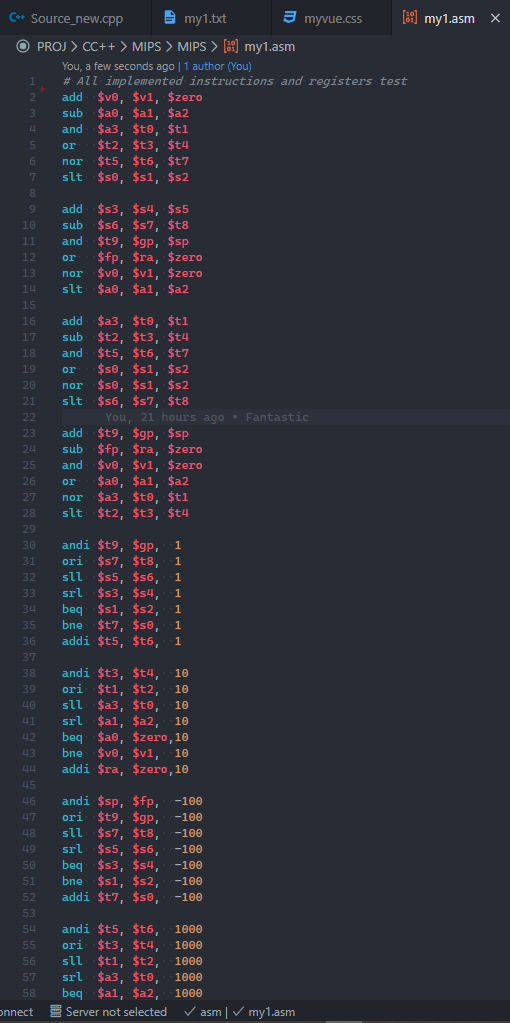 Source_new.cpp my1.txt myvue.css my1.asm
PROJ > CC++ > MIPS > MIPS > my1.asm
You, a few seconds ago | 1 author (You)
1 # All implemented instructions and registers test
2 add $v0, $v1, $zero
3 sub $a0, $a1, $a2
4 and $a3, $t0, $t1
5 or $t2, $t3, $t4
6 nor $t5, $t6, $t7
7 slt $s0, $s1, $s2
8
9 add $s3, $s4, $s5
10 sub $s6, $s7, $t8
11 and $t9, $gp, $sp
12 or $fp, $ra, $zero
13 nor $v0, $v1, $zero
14 slt $a0, $a1, $a2
15
16 add $a3, $t0, $t1
17 sub $t2, $t3, $t4
18 and $t5, $t6, $t7
19 or $s0, $s1, $s2
20 nor $s0, $s1, $s2
21 slt $s6, $s7, $t8
22 You, 21 hours ago • Fantastic
23 add $t9, $gp, $sp
24 sub $fp, $ra, $zero
25 and $v0, $v1, $zero
26 or $a0, $a1, $a2
27 nor $a3, $t0, $t1
28 slt $t2, $t3, $t4
29
30 andi $t9, $gp, 1
31 ori $s7, $t8, 1
32 sll $s5, $s6, 1
33 srl $s3, $s4, 1
34 beq $s1, $s2, 1
35 bne $t7, $s0, 1
36 addi $t5, $t6, 1
37
38 andi $t3, $t4, 10
39 ori $t1, $t2, 10
40 sll $a3, $t0, 10
41 srl $a1, $a2, 10
42 beq $a0, $zero,10
43 bne $v0, $v1, 10
44 addi $ra, $zero,10
45
46 andi $sp, $fp, -100
47 ori $t9, $gp, -100
48 sll $s7, $t8, -100
49 srl $s5, $s6, -100
50 beq $s3, $s4, -100
51 bne $s1, $s2, -100
52 addi $t7, $s0, -100
53
54 andi $t5, $t6, 1000
55 ori $t3, $t4, 1000
56 sll $t1, $t2, 1000
57 srl $a3, $t0, 1000
58 beq $a1, $a2, 1000
onnect Server not selected asm | my1.asm